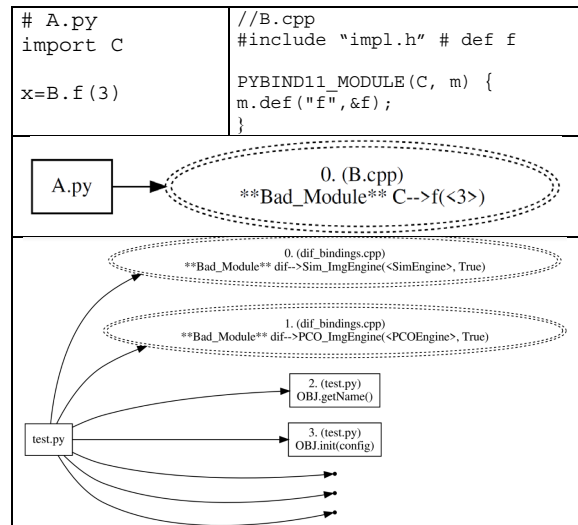 # A.py
import C
x=B.f(3)
//B.cpp
#include “impl.h” # def f
PYBIND11_MODULE(C, m) {
m.def("f",&f);
}
A.py
0. (B.cpp)
**Bad_Module** C-->f(<3>)
0. (dif_bindings.cpp)
**Bad_Module** dif-->Sim_ImgEngine(<SimEngine>, True)
1. (dif_bindings.cpp)
**Bad_Module** dif-->PCO_ImgEngine(<PCOEngine>, True)
2. (test.py)
OBJ.getName()
test.py
3. (test.py)
OBJ.init(config)